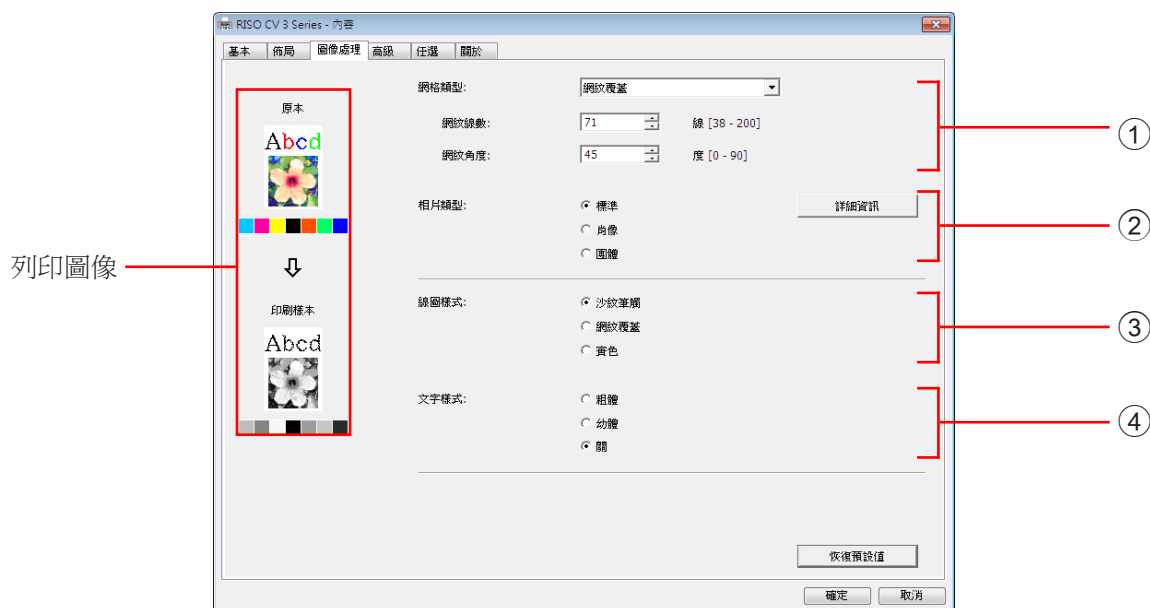 RISO CV 3 Series - 內容
基本 佈局 圖像處理 高級 任選 關於
原本
Abcd
列印圖像
印刷樣本
Abcd
網格類型: 網紋覆蓋
網紋線數: 71 線 [38 - 200]
網紋角度: 45 度 [0 - 90]
①
相片類型: 標準 詳細資訊
肖像
團體
②
線圖樣式: 沙紋筆觸
網紋覆蓋
實色
③
文字樣式: 粗體
幼體
關
④
恢復預設值
確定 取消